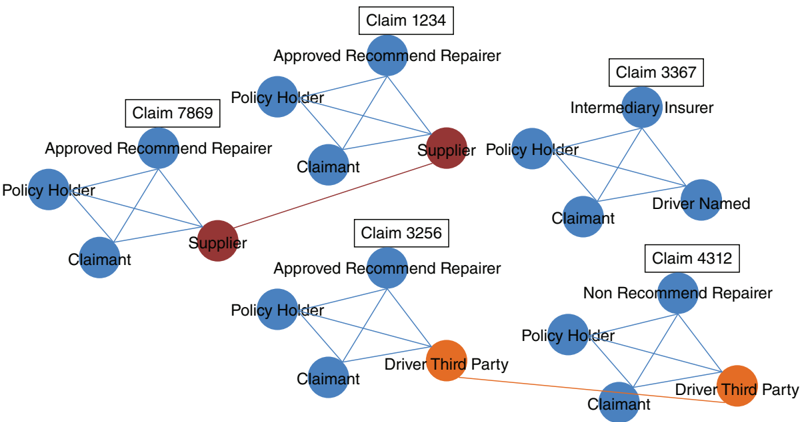 Claim 1234
Approved Recommend Repairer
Policy Holder
Claimant
Supplier
Claim 3367
Intermediary Insurer
Policy Holder
Claimant
Driver Named
Claim 7869
Approved Recommend Repairer
Policy Holder
Claimant
Supplier
Claim 3256
Approved Recommend Repairer
Policy Holder
Claimant
Driver Third Party
Claim 4312
Non Recommend Repairer
Policy Holder
Claimant
Driver Third Party